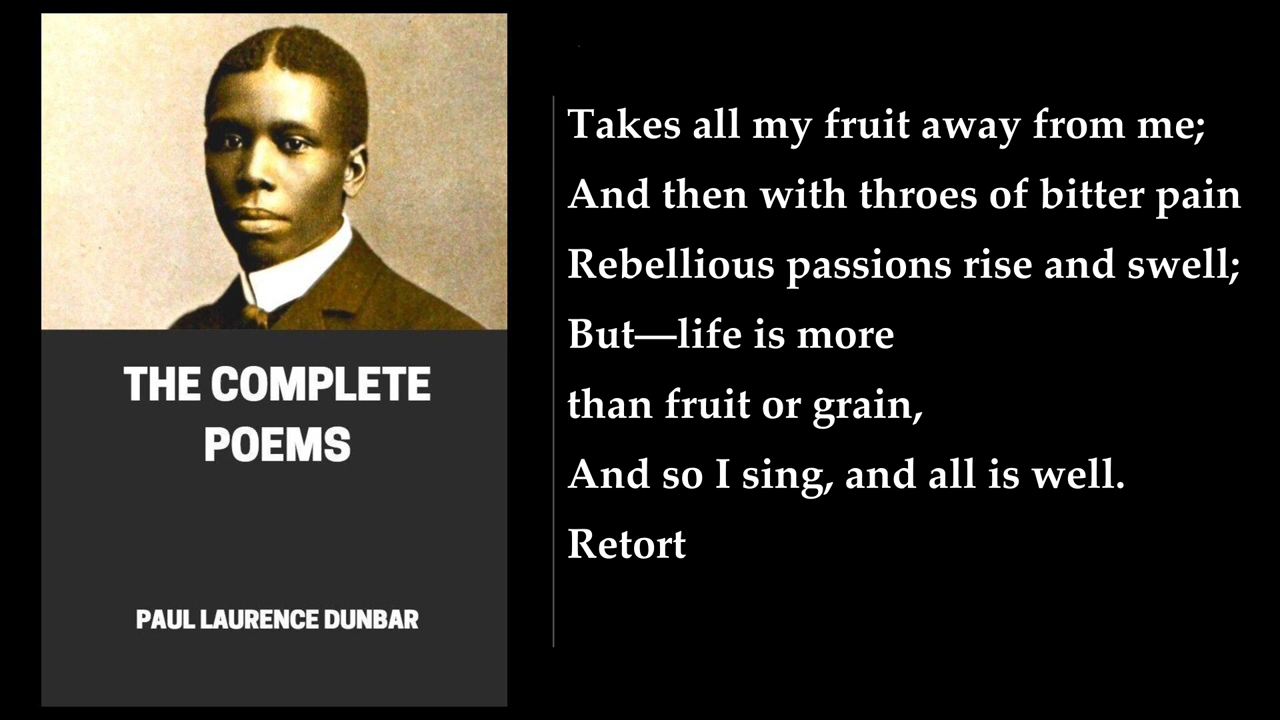 THE COMPLETE
POEMS
PAUL LAURENCE DUNBAR
Takes all my fruit away from me;
And then with throes of bitter pain
Rebellious passions rise and swell;
But—life is more
than fruit or grain,
And so I sing, and all is well.
Retort